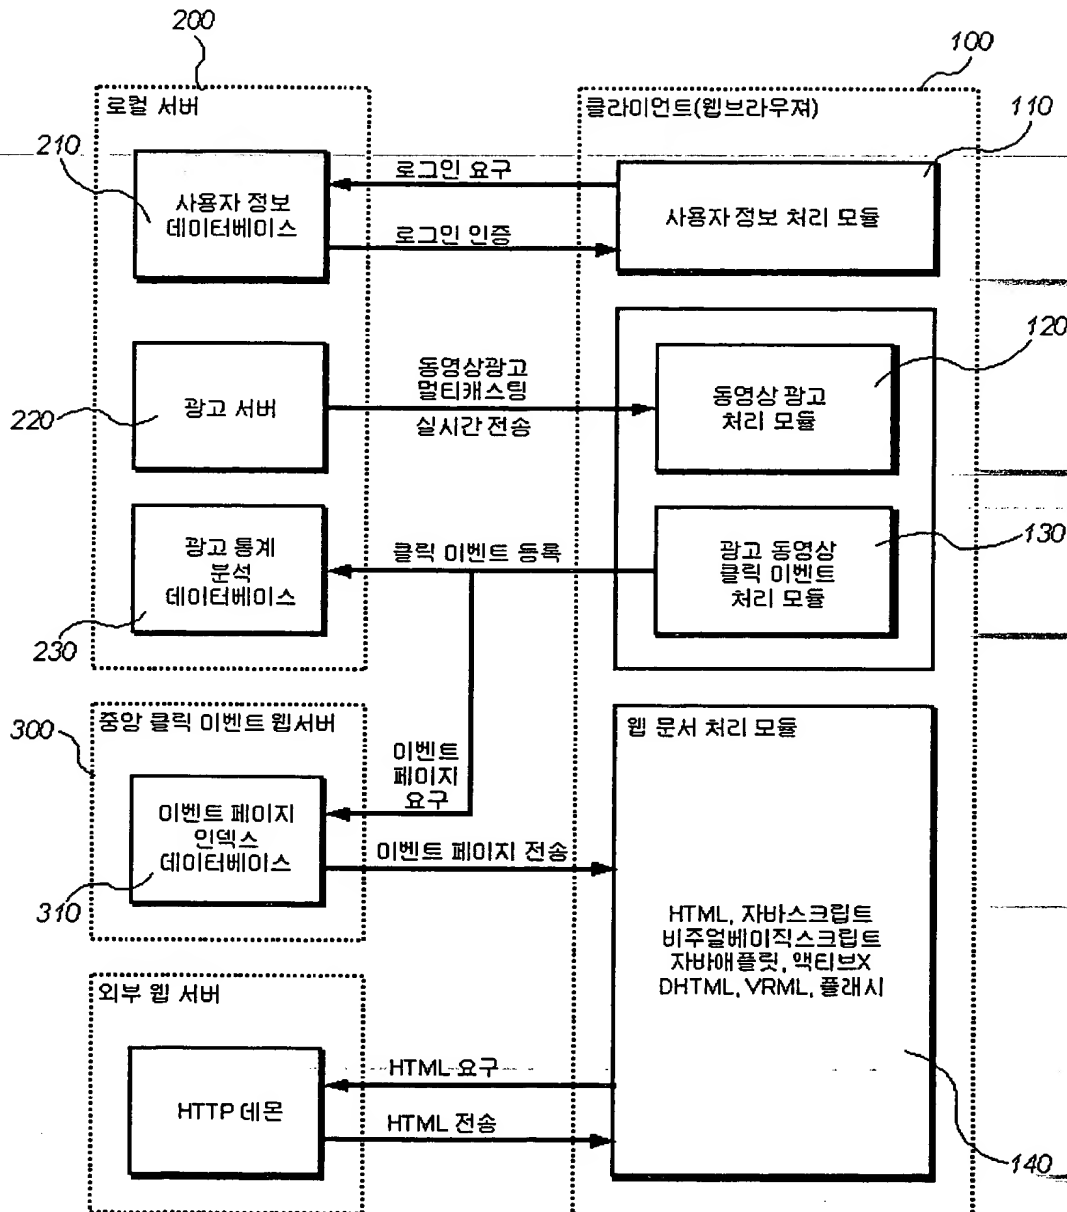 200
100
로컬 서버
클라미언트(웹브라우져)
110
210
사용자 정보
데이터베이스
로그인 요구
로그인 인증
사용자 정보 처리 모듈
120
220
광고 서버
동영상광고
멀티캐스팅
실시간 전송
동영상 광고
처리 모듈
130
광고 통계
분석
데이터베이스
230
클릭 이벤트 등록
광고 동영상
클릭 이벤트
처리 모듈
300
중앙 클릭 이벤트 웹서버
이벤트
페이지
요구
웹 문서 처리 모듈
이벤트 페이지
인덱스
데이터베이스
310
이벤트 페이지 전송
HTML, 자바스크립트
비주얼베이직스크립트
자바애플릿, 액티브X
DHTML, VRML, 플래시
외부 웹 서버
HTTP 데몬
HTML 요구
HTML 전송
140